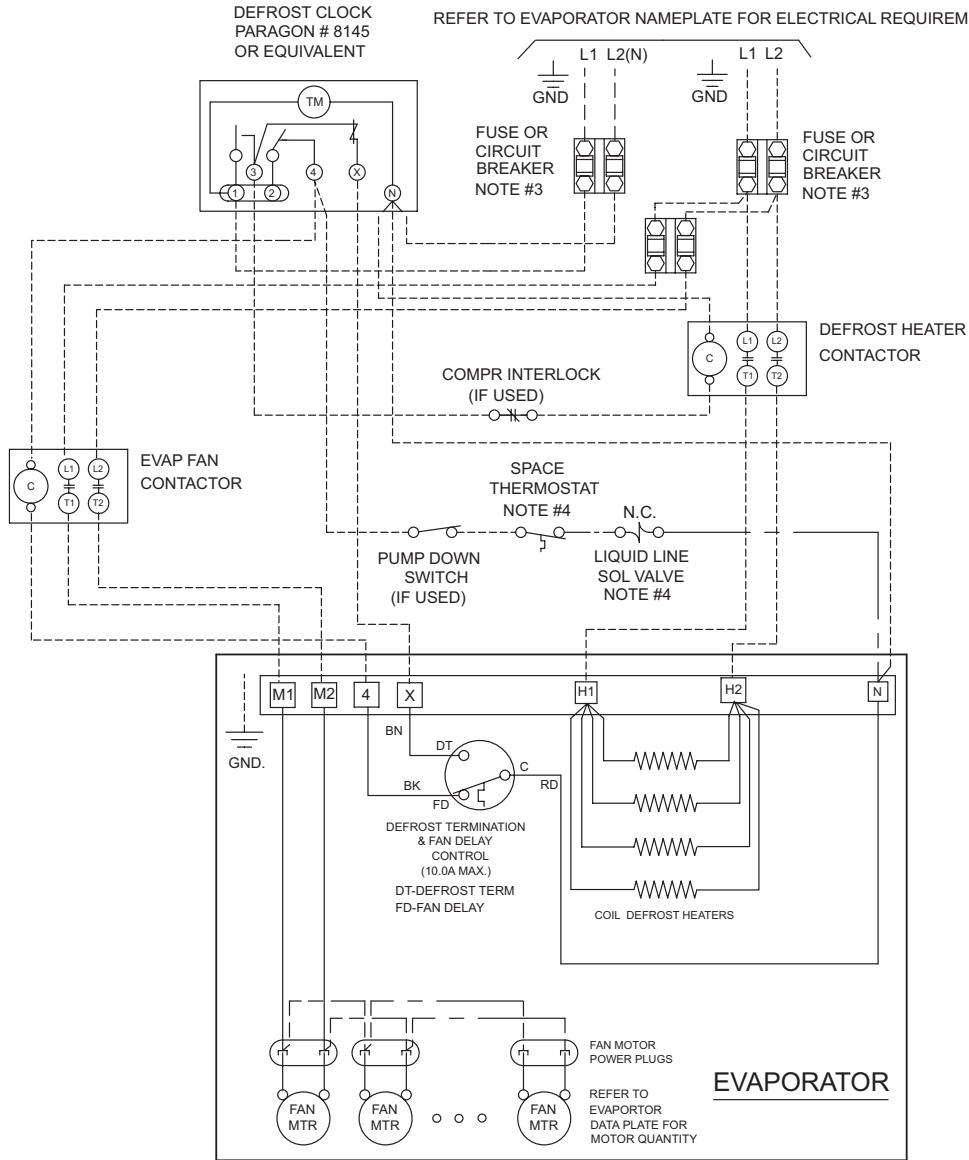 DEFROST CLOCK
PARAGON # 8145
OR EQUIVALENT
REFER TO EVAPORATOR NAMEPLATE FOR ELECTRICAL REQUIREM
L1 L2(N)
L1 L2
GND
GND
TM
3
4
X
1
2
N
FUSE OR
CIRCUIT
BREAKER
NOTE #3
FUSE OR
CIRCUIT
BREAKER
NOTE #3
C
L1
L2
T1
T2
DEFROST HEATER
CONTACTOR
COMPR INTERLOCK
(IF USED)
C
L1
L2
T1
T2
EVAP FAN
CONTACTOR
SPACE
THERMOSTAT
NOTE #4
N.C.
PUMP DOWN
SWITCH
(IF USED)
LIQUID LINE
SOL VALVE
NOTE #4
M1
M2
4
X
H1
H2
N
GND.
BN
DT
C
RD
BK
FD
DEFROST TERMINATION
& FAN DELAY
CONTROL
(10.0A MAX.)
DT-DEFROST TERM
FD-FAN DELAY
COIL DEFROST HEATERS
FAN MOTOR
POWER PLUGS
FAN
MTR
FAN
MTR
FAN
MTR
REFER TO
EVAPORTOR
DATA PLATE FOR
MOTOR QUANTITY
EVAPORATOR